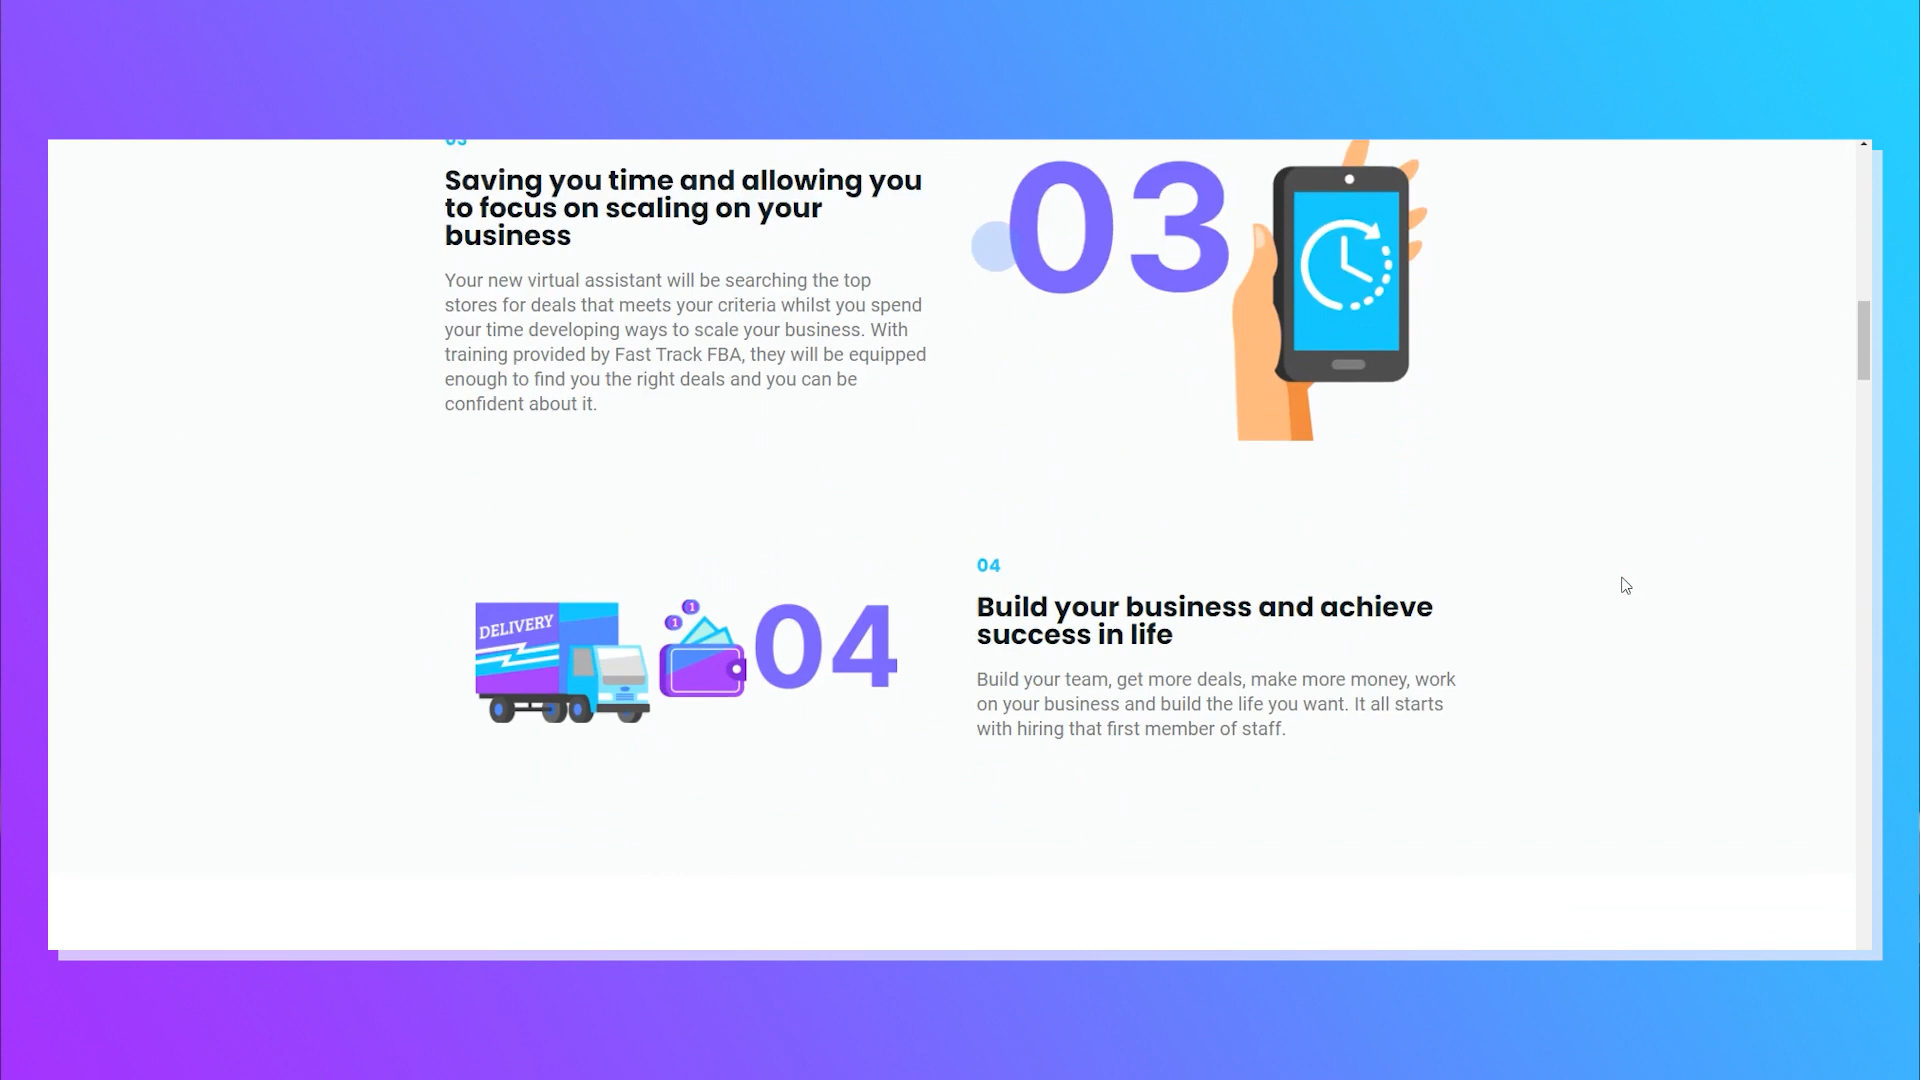 03
Saving you time and allowing you
to focus on scaling on your
business
Your new virtual assistant will be searching the top
stores for deals that meets your criteria whilst you spend
your time developing ways to scale your business. With
training provided by Fast Track FBA, they will be equipped
enough to find you the right deals and you can be
confident about it.
03
DELIVERY
1
1
04
04
Build your business and achieve
success in life
Build your team, get more deals, make more money, work
on your business and build the life you want. It all starts
with hiring that first member of staff.